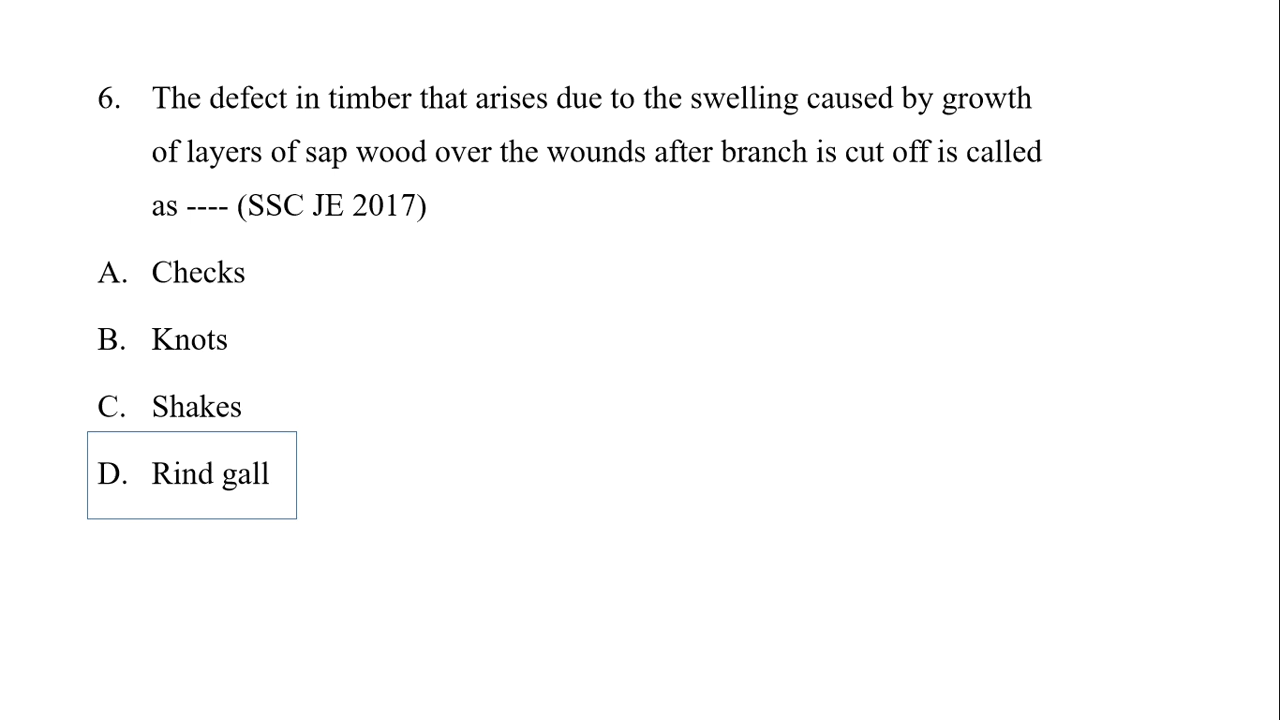 6. The defect in timber that arises due to the swelling caused by growth
of layers of sap wood over the wounds after branch is cut off is called
as ---- (SSC JE 2017)
A. Checks
B. Knots
C. Shakes
D. Rind gall